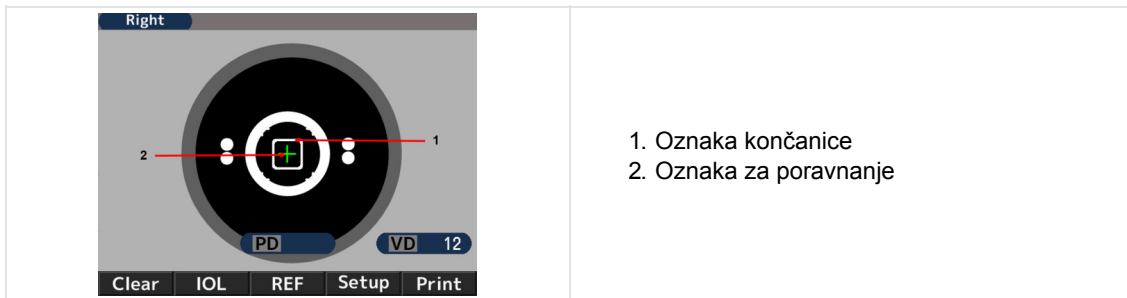 Right
1
2
PD
VD 12
Clear IOL REF Setup Print
1. Oznaka končanice
2. Oznaka za poravnanje